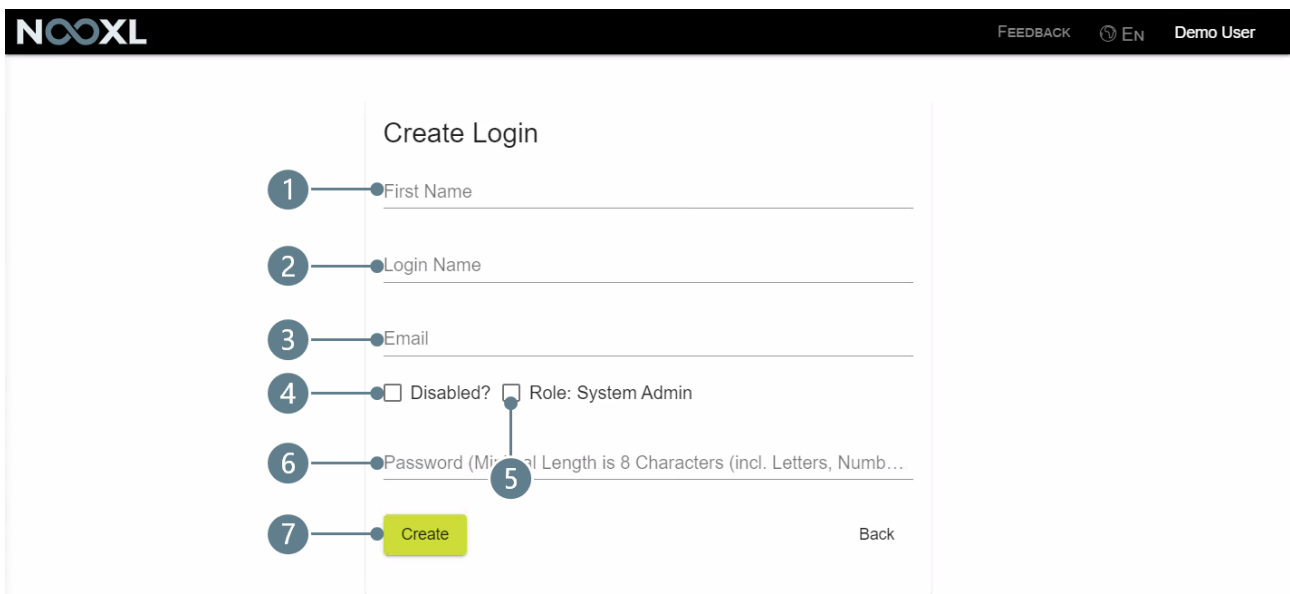 NOOXL FEEDBACK EN Demo User
Create Login
1 First Name
2 Login Name
3 Email
4 Disabled? Role: System Admin
6 Password (Mi al Length is 8 Characters (incl. Letters, Numb...
5
7 Create Back